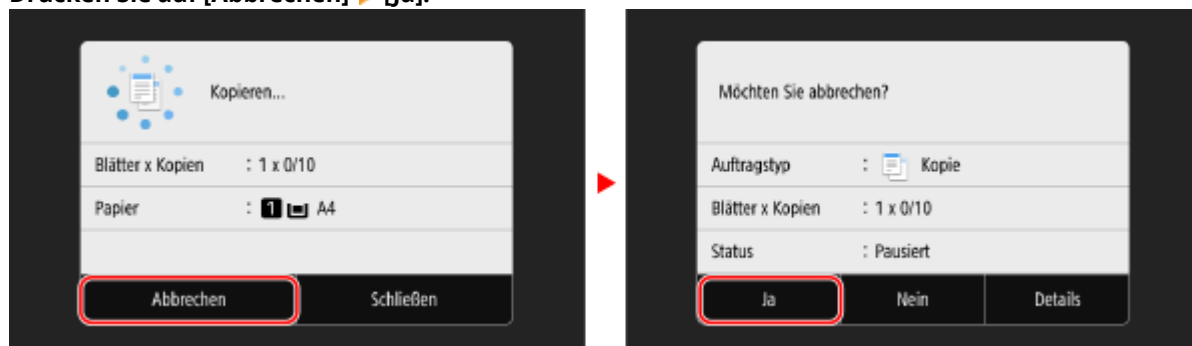 Drücken Sie auf [Abbrechen] ▶ [Ja].
Kopieren...
Blätter x Kopien : 1 x 0/10
Papier : 1 A4
Abbrechen Schließen
Möchten Sie abbrechen?
Auftragstyp : Kopie
Blätter x Kopien : 1 x 0/10
Status : Pausiert
Ja Nein Details